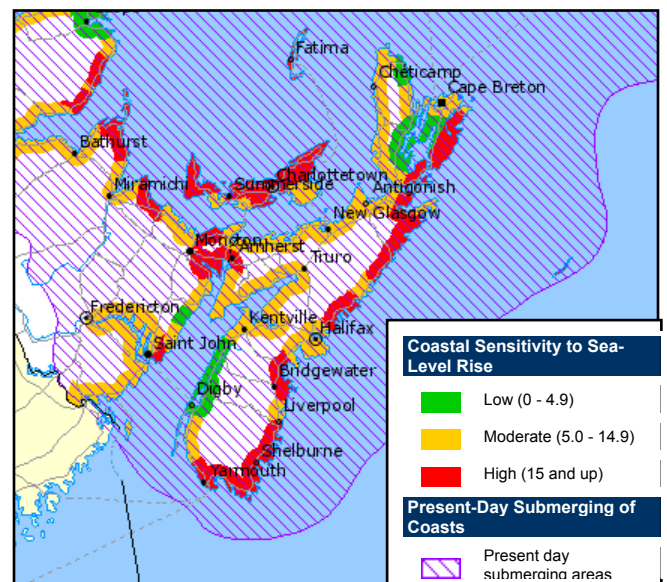 Fatima
Cheticamp
Cape Breton
Bathurst
Charlottetown
Miramichi
Summerside
Antigonish
New Glasgow
Moncton
Amherst
Truro
Fredericton
Kentville
Halifax
Saint John
Bridgewater
Digby
Liverpool
Shelburne
Yarmouth
Coastal Sensitivity to Sea-
Level Rise
Low (0 - 4.9)
Moderate (5.0 - 14.9)
High (15 and up)
Present-Day Submerging of
Coasts
Present day
submerging areas